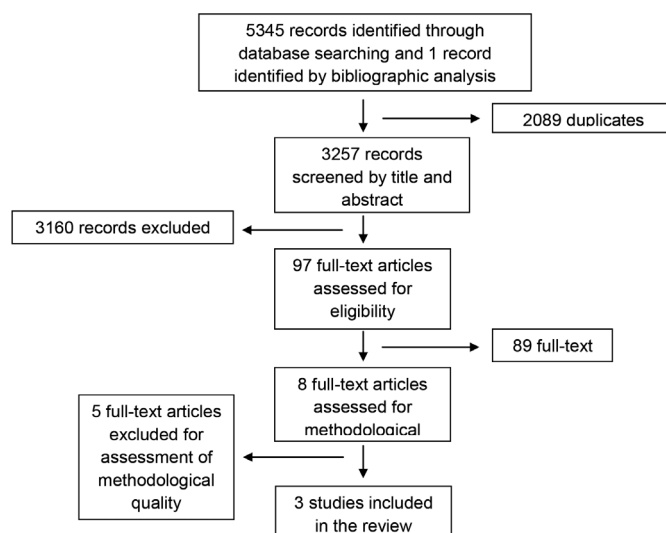 5345 records identified through
database searching and 1 record
identified by bibliographic analysis
2089 duplicates
3257 records
screened by title and
abstract
3160 records excluded
97 full-text articles
assessed for
eligibility
89 full-text
8 full-text articles
assessed for
methodological
5 full-text articles
excluded for
assessment of
methodological
quality
3 studies included
in the review